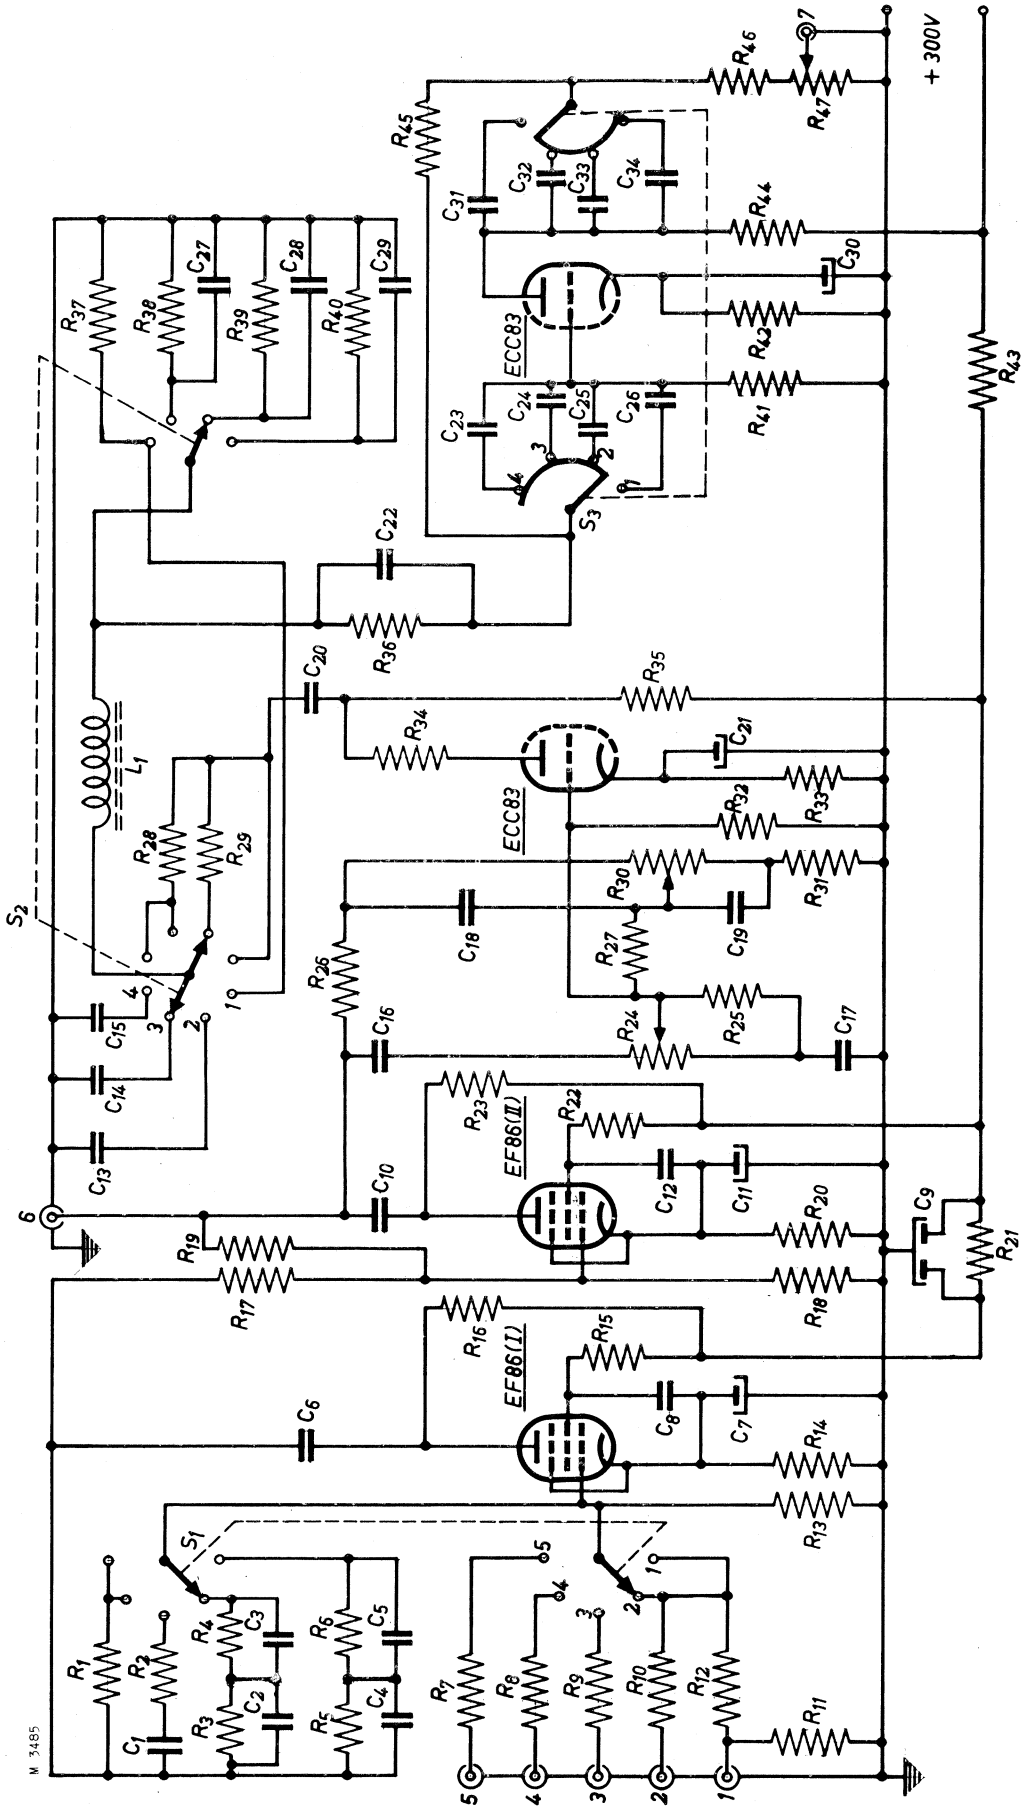 M 3485
R1
R2
C1
R3
R4
C2
C3
R5
R6
C4
C5
S1
R7
R8
R9
R10
R12
R11
5
4
3
2
1
5
4
3
2
1
R13
R14
C6
R16
EF86(I)
R15
C8
C7
R17
R19
R18
6
C10
R23
EF86(II)
R22
C12
C11
R20
C9
R21
C13
C14
C15
4
3
2
1
S2
R28
R29
L1
R26
C16
C18
R24
R27
R30
R25
C19
C17
R31
R32
R33
C21
ECC83
R34
C20
R35
R36
C22
R37
R38
C27
R39
C28
R40
C29
S3
4
3
2
1
C23
C24
C25
C26
ECC83
R41
R42
C30
R44
R43
R45
C31
C32
C33
C34
R46
R47
7
+ 300V